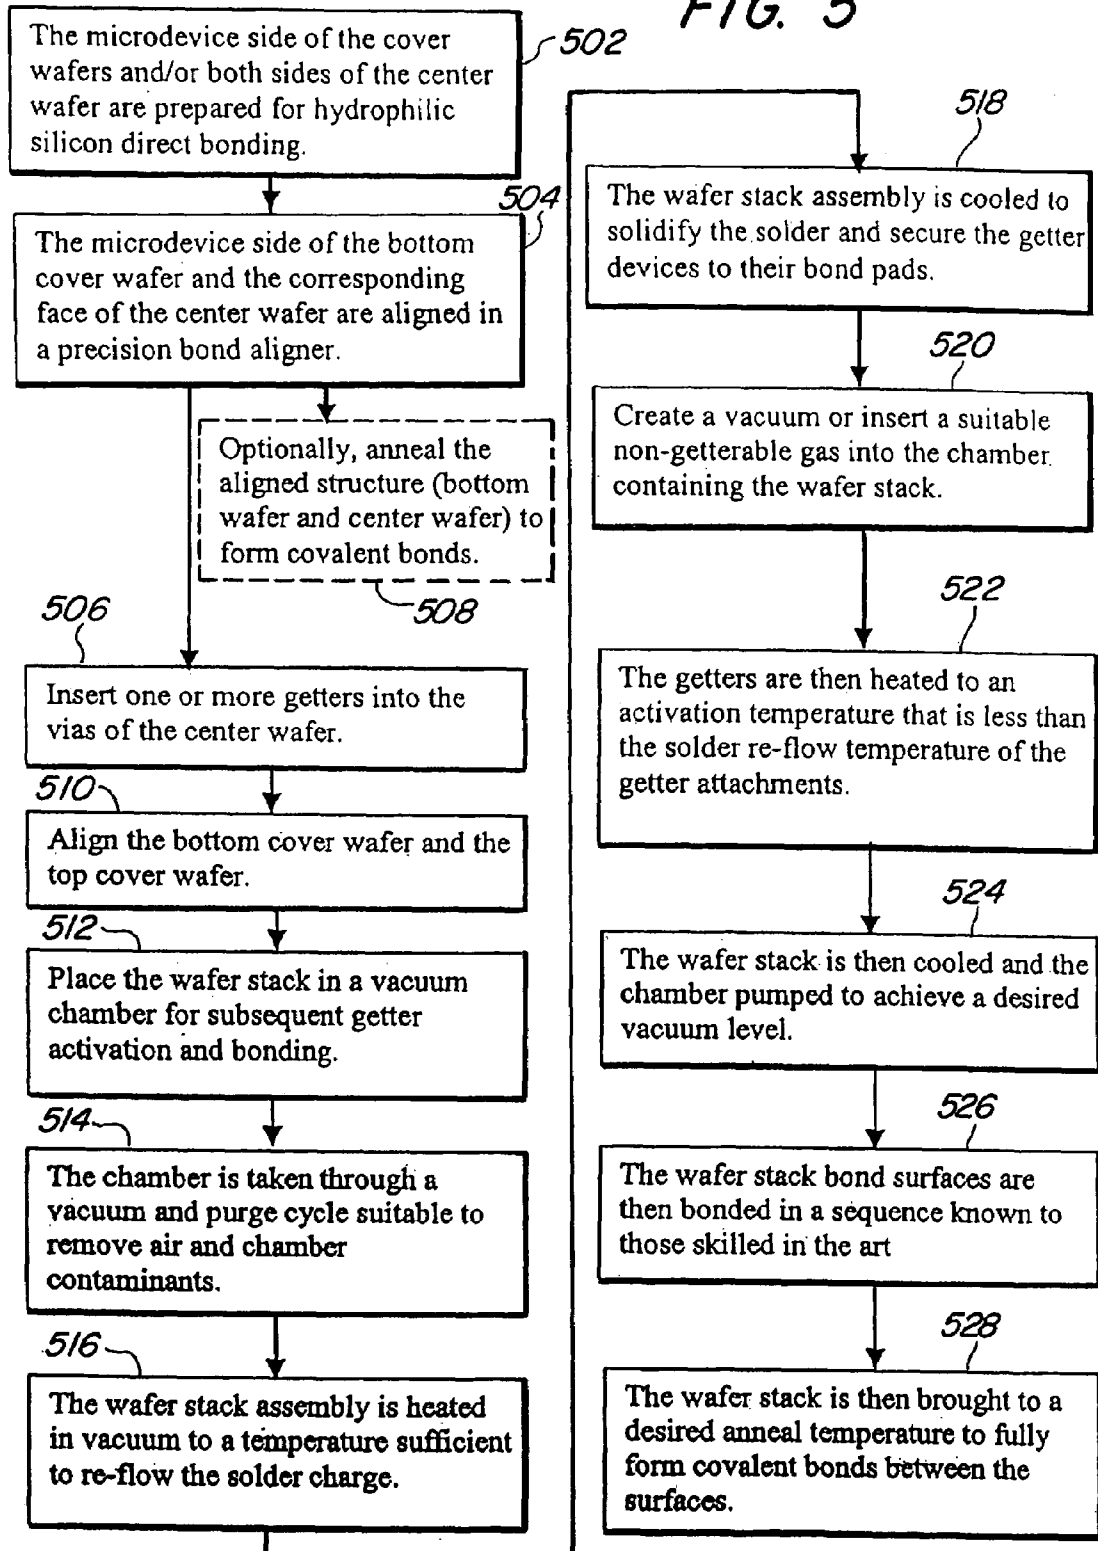 FIG. 5
The microdevice side of the cover
wafers and/or both sides of the center
wafer are prepared for hydrophilic
silicon direct bonding.
502
504
The microdevice side of the bottom
cover wafer and the corresponding
face of the center wafer are aligned in
a precision bond aligner.
Optionally, anneal the
aligned structure (bottom
wafer and center wafer) to
form covalent bonds.
508
506
Insert one or more getters into the
vias of the center wafer.
510
Align the bottom cover wafer and the
top cover wafer.
512
Place the wafer stack in a vacuum
chamber for subsequent getter
activation and bonding.
514
The chamber is taken through a
vacuum and purge cycle suitable to
remove air and chamber
contaminants.
516
The wafer stack assembly is heated
in vacuum to a temperature sufficient
to re-flow the solder charge.
518
The wafer stack assembly is cooled to
solidify the solder and secure the getter
devices to their bond pads.
520
Create a vacuum or insert a suitable
non-getterable gas into the chamber
containing the wafer stack.
522
The getters are then heated to an
activation temperature that is less than
the solder re-flow temperature of the
getter attachments.
524
The wafer stack is then cooled and the
chamber pumped to achieve a desired
vacuum level.
526
The wafer stack bond surfaces are
then bonded in a sequence known to
those skilled in the art
528
The wafer stack is then brought to a
desired anneal temperature to fully
form covalent bonds between the
surfaces.